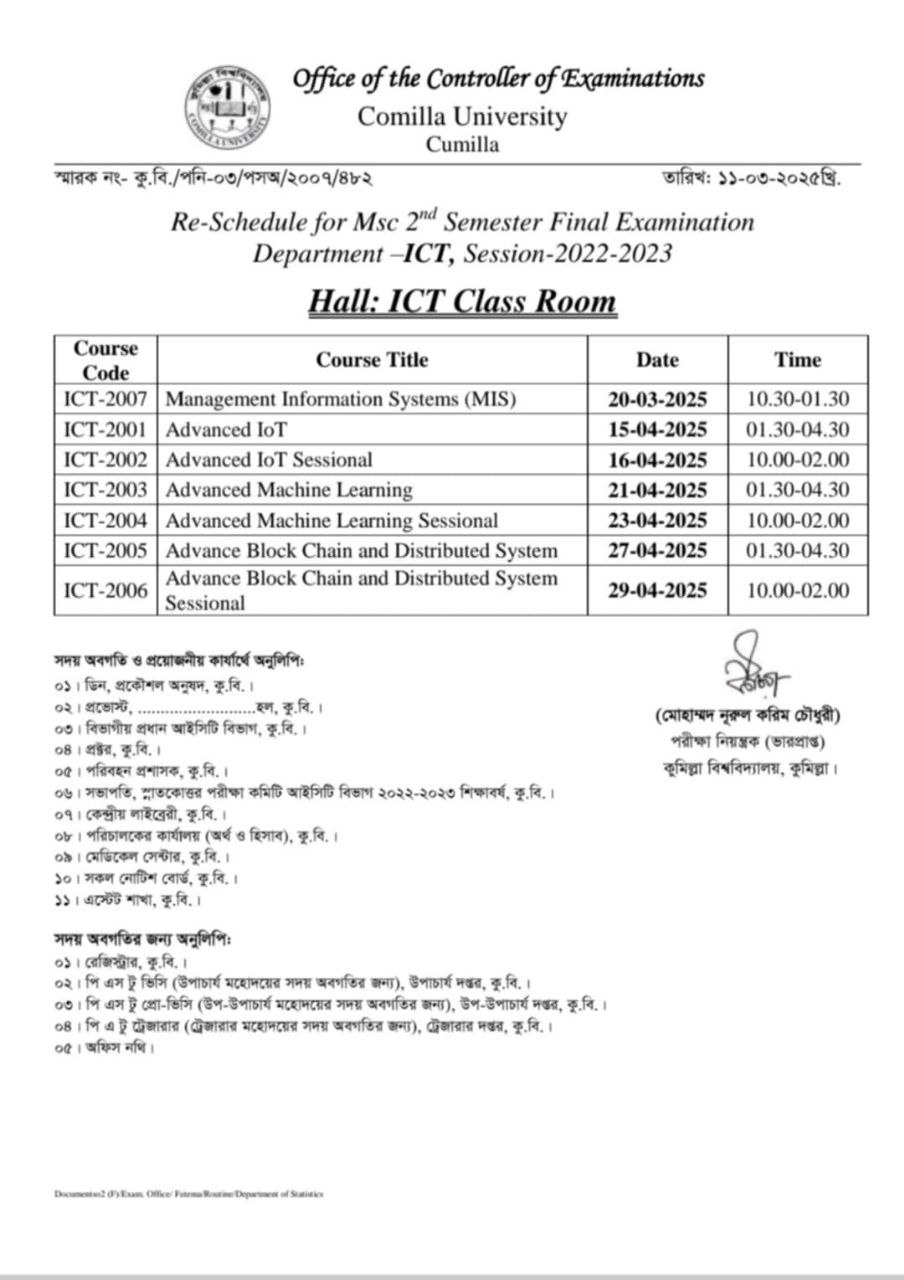 Office of the Controller of Examinations
Comilla University
Cumilla
স্মারক নং- কু.বি./পনি-০৩/পসঅ/২০০৭/৪৮২ তারিখ: ১১-০৩-২০২৫খ্রি.
Re-Schedule for Msc 2nd Semester Final Examination
Department –ICT, Session-2022-2023
Hall: ICT Class Room
Course Code Course Title Date Time
ICT-2007 Management Information Systems (MIS) 20-03-2025 10.30-01.30
ICT-2001 Advanced IoT 15-04-2025 01.30-04.30
ICT-2002 Advanced IoT Sessional 16-04-2025 10.00-02.00
ICT-2003 Advanced Machine Learning 21-04-2025 01.30-04.30
ICT-2004 Advanced Machine Learning Sessional 23-04-2025 10.00-02.00
ICT-2005 Advance Block Chain and Distributed System 27-04-2025 01.30-04.30
ICT-2006 Advance Block Chain and Distributed System Sessional 29-04-2025 10.00-02.00
সদয় অবগতি ও প্রয়োজনীয় কার্যার্থে অনুলিপি:
০১। ডিন, প্রকৌশল অনুষদ, কু.বি.।
০২। প্রভোস্ট, ..........................হল, কু.বি.।
০৩। বিভাগীয় প্রধান আইসিটি বিভাগ, কু.বি.।
০৪। প্রক্টর, কু.বি.।
০৫। পরিবহন প্রশাসক, কু.বি.।
০৬। সভাপতি, স্নাতকোত্তর পরীক্ষা কমিটি আইসিটি বিভাগ ২০২২-২০২৩ শিক্ষাবর্ষ, কু.বি.।
০৭। কেন্দ্রীয় লাইব্রেরী, কু.বি.।
০৮। পরিচালকের কার্যালয় (অর্থ ও হিসাব), কু.বি.।
০৯। মেডিকেল সেন্টার, কু.বি.।
১০। সকল নোটিশ বোর্ড, কু.বি.।
১১। এস্টেট শাখা, কু.বি.।
(মোহাম্মদ নূরুল করিম চৌধুরী)
পরীক্ষা নিয়ন্ত্রক (ভারপ্রাপ্ত)
কুমিল্লা বিশ্ববিদ্যালয়, কুমিল্লা।
সদয় অবগতির জন্য অনুলিপি:
০১। রেজিস্ট্রার, কু.বি.।
০২। পি এস টু ভিসি (উপাচার্য মহোদয়ের সদয় অবগতির জন্য), উপাচার্য দপ্তর, কু.বি.।
০৩। পি এস টু প্রো-ভিসি (উপ-উপাচার্য মহোদয়ের সদয় অবগতির জন্য), উপ-উপাচার্য দপ্তর, কু.বি.।
০৪। পি এ টু ট্রেজারার (ট্রেজারার মহোদয়ের সদয় অবগতির জন্য), ট্রেজারার দপ্তর, কু.বি.।
০৫। অফিস নথি।
(F)/Exam. Office/ Fatema/Routine/Department of Statistics